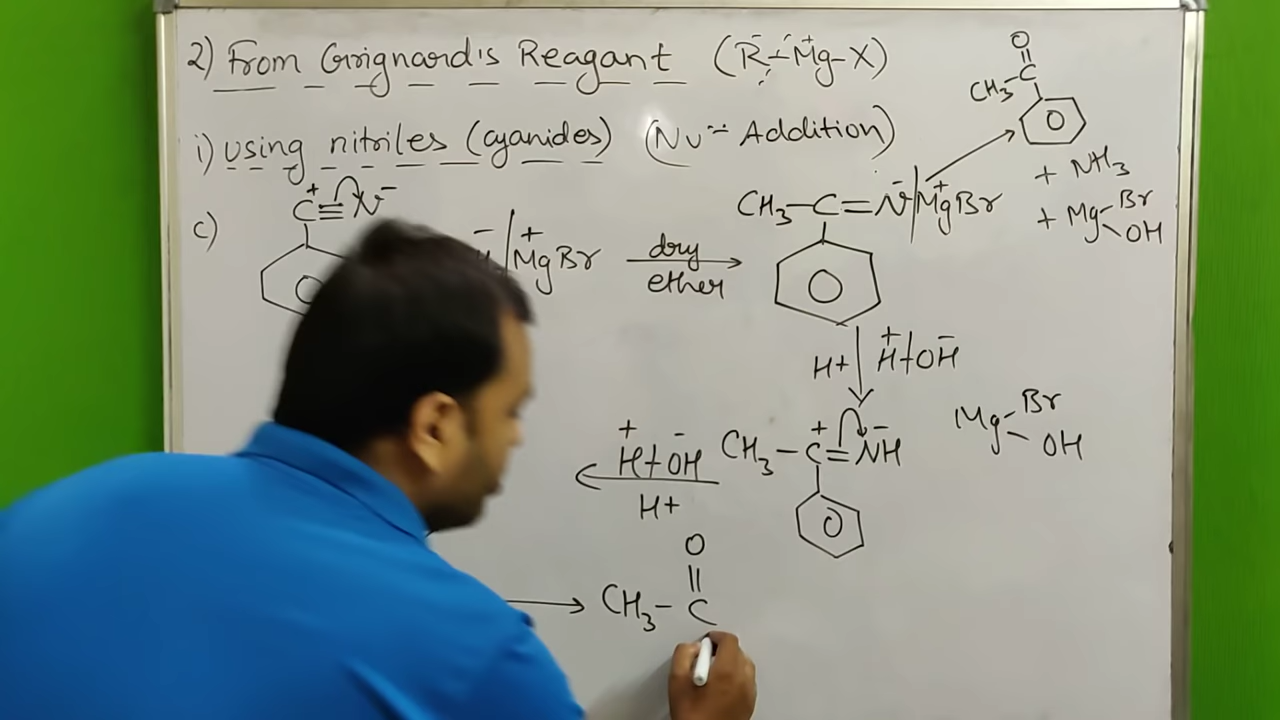 2) From Grignard's Reagant (R-Mg-X)
i) using nitriles (cyanides) (Nu⁻ Addition)
c)
C⁺≡N⁻
⁻|⁺MgBr
dry
ether
CH₃-C=N⁻|⁺MgBr
O
||
CH₃-C
O
+ NH₃
+ Mg-Br
OH
H+
H⁺+OH⁻
CH₃-C⁺=N⁻H
O
Mg-Br
OH
H⁺+OH⁻
H+
O
||
CH₃-C